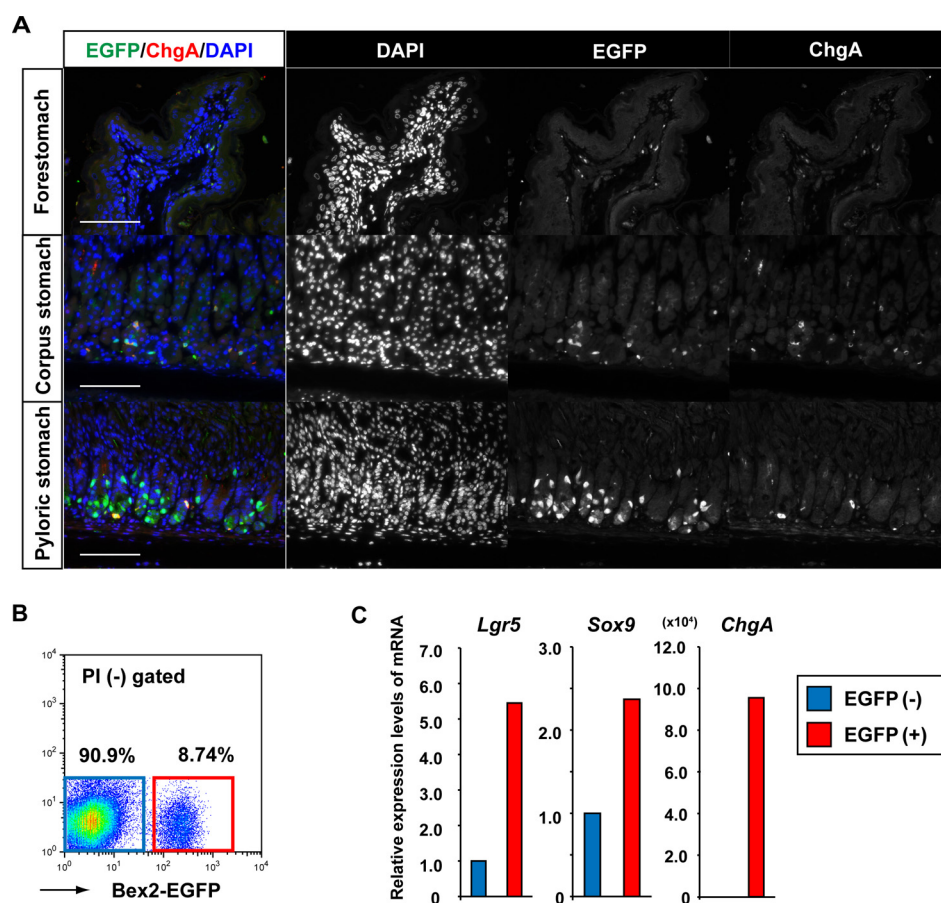 A
EGFP/ChgA/DAPI
DAPI
EGFP
ChgA
Forestomach
Corpus stomach
Pyloric stomach
B
PI (-) gated
90.9%
8.74%
10⁴
10³
10²
10¹
10⁰
10⁰
10¹
10²
10³
10⁴
Bex2-EGFP
C
Relative expression levels of mRNA
Lgr5
7.0
6.0
5.0
4.0
3.0
2.0
1.0
0
Sox9
3.0
2.0
1.0
0
(x10⁴)
ChgA
12.0
10.0
8.0
6.0
4.0
2.0
0
EGFP (-)
EGFP (+)